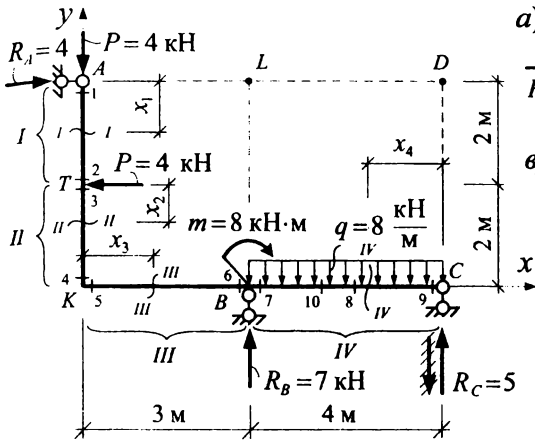 y
a)
R_A = 4
P = 4 кН
A
L
D
1
I
I
I
x_1
2 м
2
T
P = 4 кН
x_4
3
II
II
II
x_2
m = 8 кН·м
q = 8 кН/м
2 м
x_3
IV
в
4
III
6
C
x
K
5
III
B
7
10
8
IV
9
III
IV
R_B = 7 кН
R_C = 5
3 м
4 м